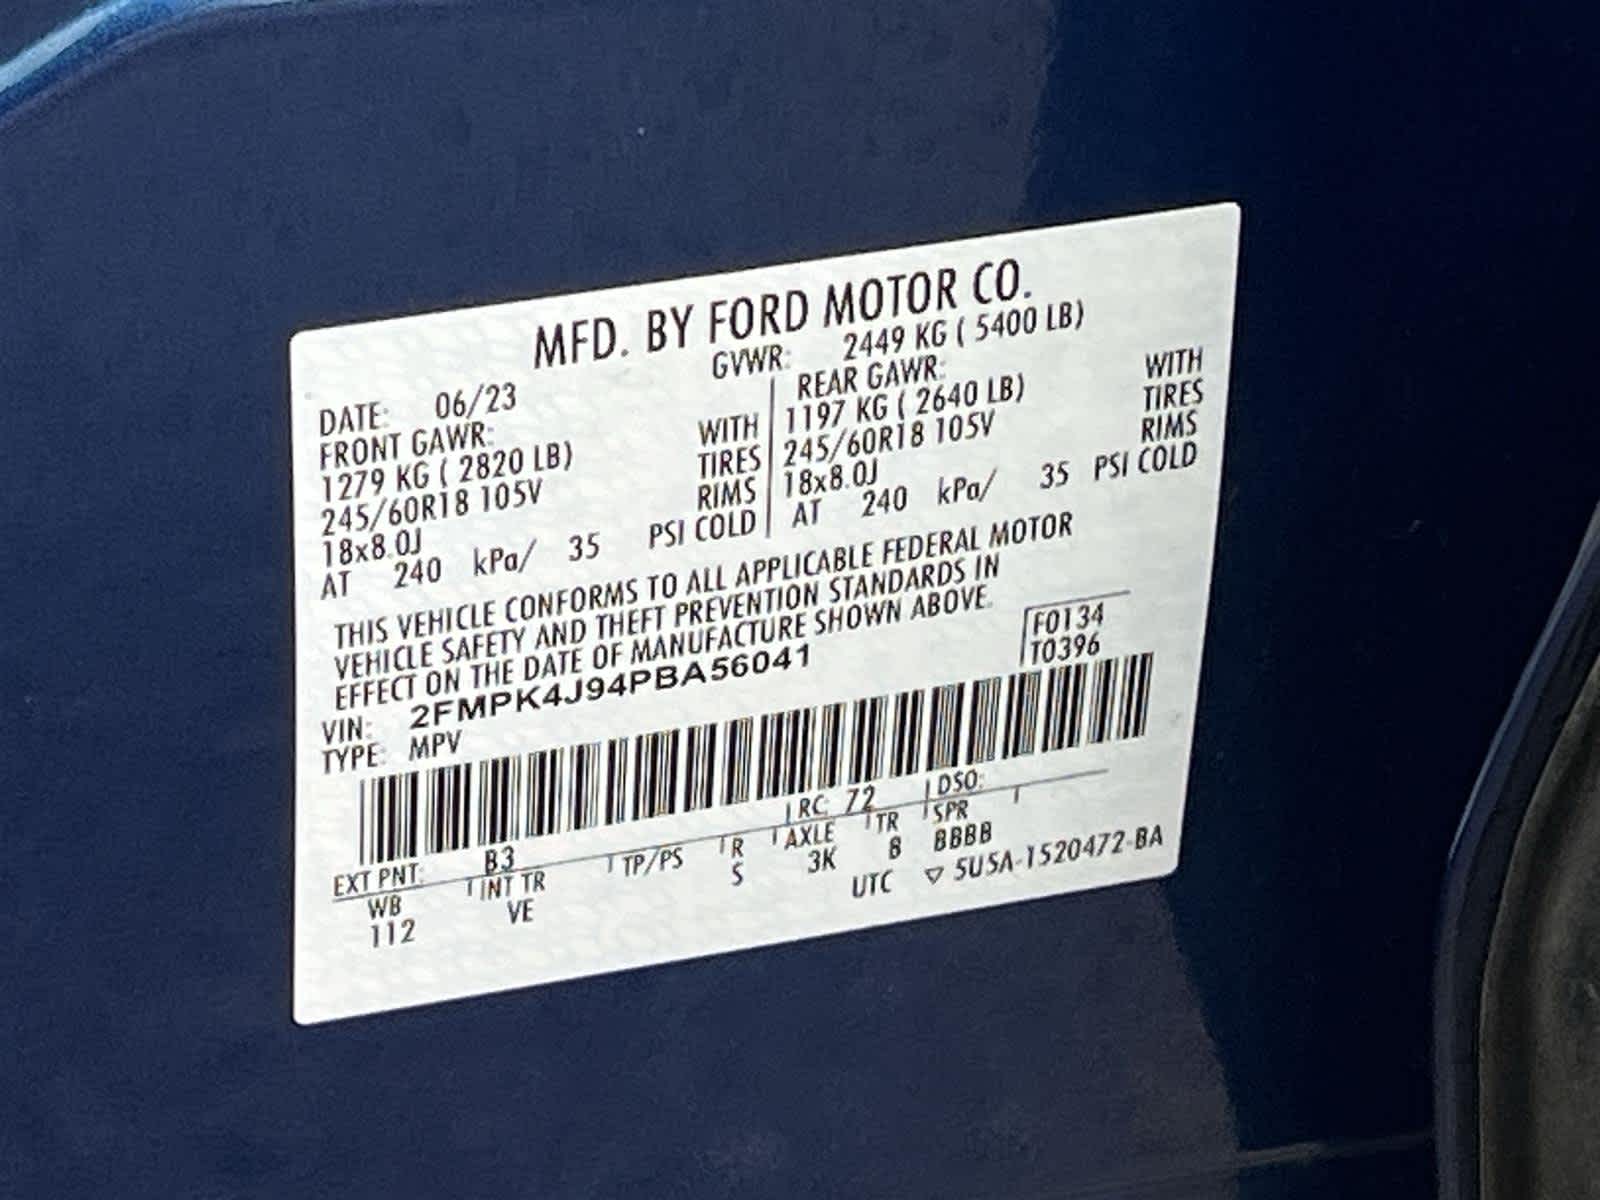 MFD. BY FORD MOTOR CO.
DATE: 06/23 GVWR: 2449 KG ( 5400 LB)
FRONT GAWR: REAR GAWR:
1279 KG ( 2820 LB) WITH 1197 KG ( 2640 LB) WITH
245/60R18 105V TIRES 245/60R18 105V TIRES
18x8.0J RIMS 18x8.0J RIMS
AT 240 kPa/ 35 PSI COLD AT 240 kPa/ 35 PSI COLD
THIS VEHICLE CONFORMS TO ALL APPLICABLE FEDERAL MOTOR
VEHICLE SAFETY AND THEFT PREVENTION STANDARDS IN
EFFECT ON THE DATE OF MANUFACTURE SHOWN ABOVE.
VIN: 2FMPK4J94PBA56041 F0134
TYPE: MPV T0396
EXT PNT: B3 RC: 72 DSO:
WB INT TR TP/PS R AXLE TR SPR
112 VE S 3K 8 BBBB
UTC ▽ 5U5A-1520472-BA